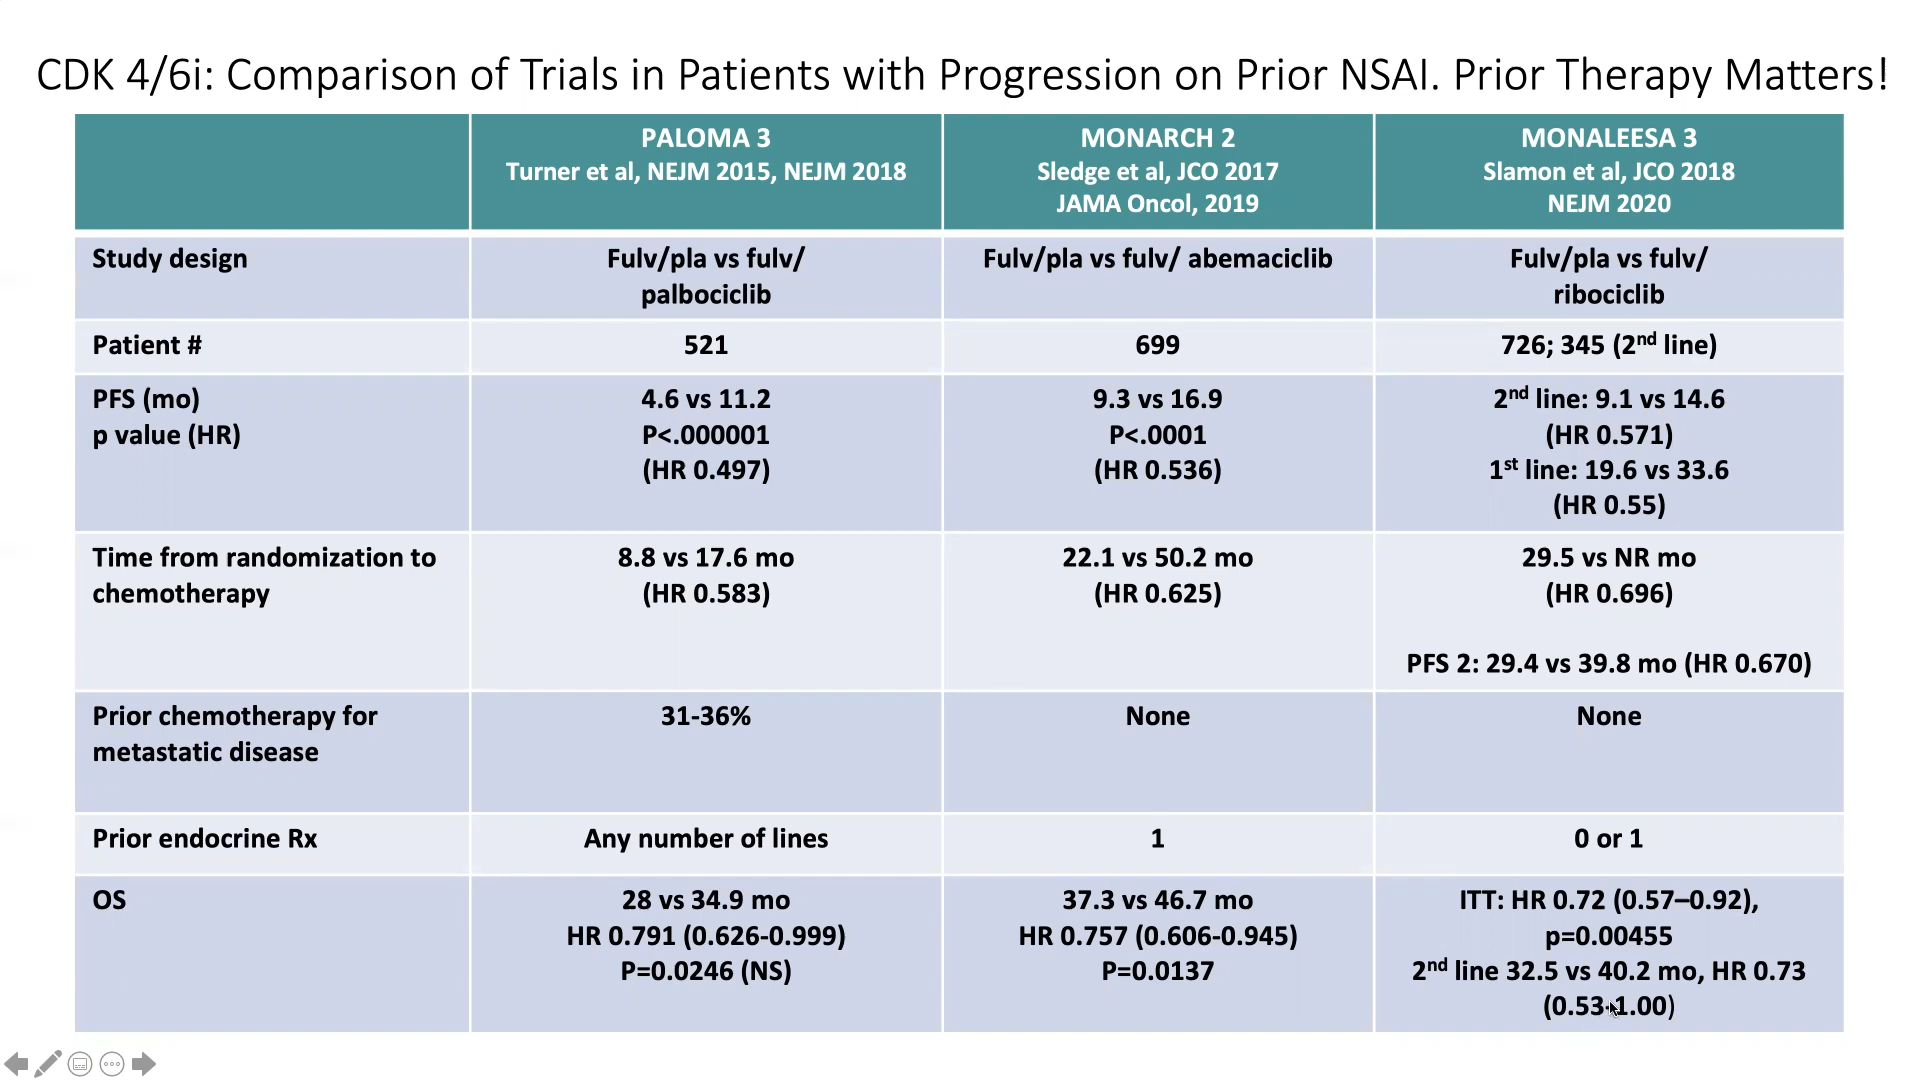 CDK 4/6i: Comparison of Trials in Patients with Progression on Prior NSAI. Prior Therapy Matters!
PALOMA 3
Turner et al, NEJM 2015, NEJM 2018
MONARCH 2
Sledge et al, JCO 2017
JAMA Oncol, 2019
MONALEESA 3
Slamon et al, JCO 2018
NEJM 2020
Study design
Fulv/pla vs fulv/
palbociclib
Fulv/pla vs fulv/ abemaciclib
Fulv/pla vs fulv/
ribociclib
Patient #
521
699
726; 345 (2nd line)
PFS (mo)
p value (HR)
4.6 vs 11.2
P<.000001
(HR 0.497)
9.3 vs 16.9
P<.0001
(HR 0.536)
2nd line: 9.1 vs 14.6
(HR 0.571)
1st line: 19.6 vs 33.6
(HR 0.55)
Time from randomization to
chemotherapy
8.8 vs 17.6 mo
(HR 0.583)
22.1 vs 50.2 mo
(HR 0.625)
29.5 vs NR mo
(HR 0.696)
PFS 2: 29.4 vs 39.8 mo (HR 0.670)
Prior chemotherapy for
metastatic disease
31-36%
None
None
Prior endocrine Rx
Any number of lines
1
0 or 1
OS
28 vs 34.9 mo
HR 0.791 (0.626-0.999)
P=0.0246 (NS)
37.3 vs 46.7 mo
HR 0.757 (0.606-0.945)
P=0.0137
ITT: HR 0.72 (0.57–0.92),
p=0.00455
2nd line 32.5 vs 40.2 mo, HR 0.73
(0.53-1.00)